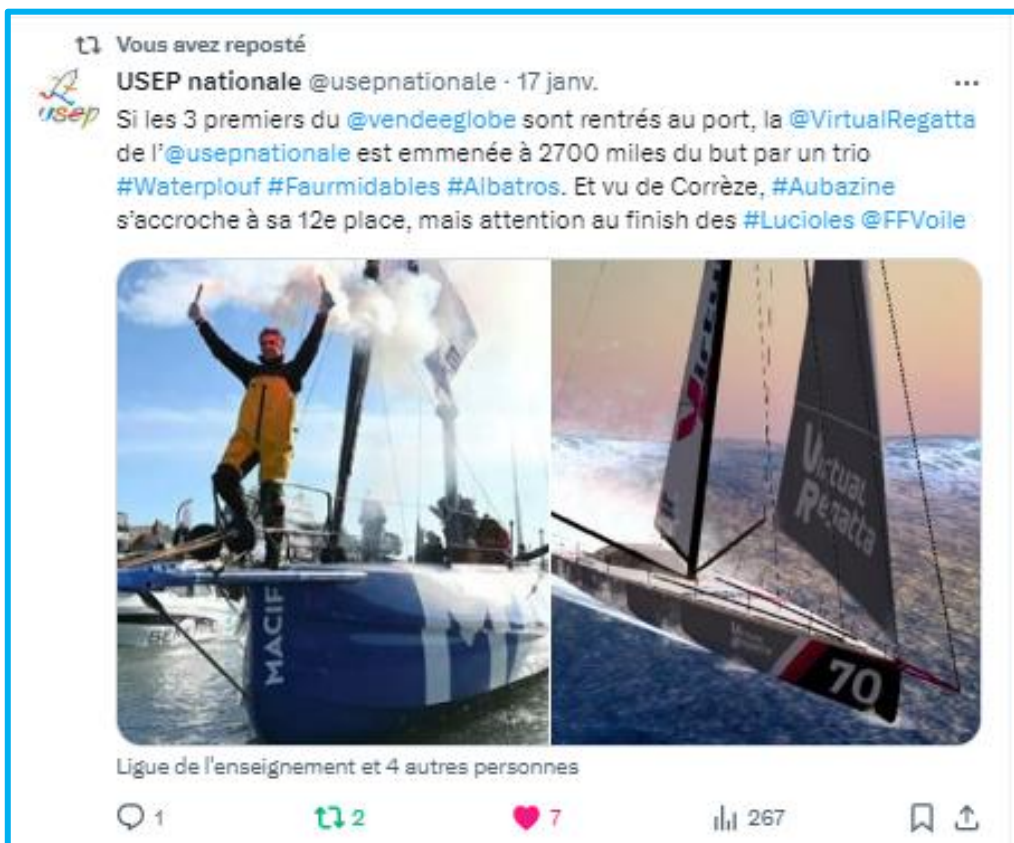 Vous avez reposté
USEP nationale @usepnationale · 17 janv.
usep
Si les 3 premiers du @vendeeglobe sont rentrés au port, la @VirtualRegatta
de l’@usepnationale est emmenée à 2700 miles du but par un trio
#Waterplouf #Faurmidables #Albatros. Et vu de Corrèze, #Aubazine
s’accroche à sa 12e place, mais attention au finish des #Lucioles @FFVoile
MACIF
Virtual
Regatta
70
Ligue de l'enseignement et 4 autres personnes
1
2
7
267